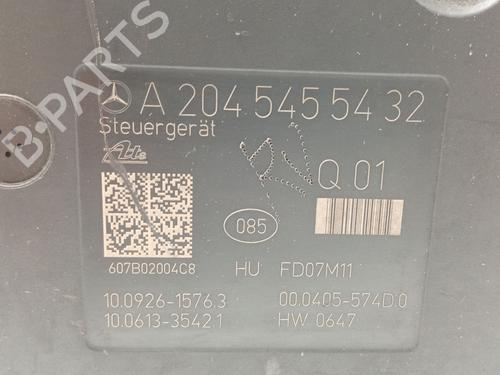 A 204 545 54 32
Steuergerät
Ate
Q 01
085
607B02004C8 HU FD07M11
10.0926-1576.3 00.0405-574D.0
10.0613-3542.1 HW 0647
B-PARTS